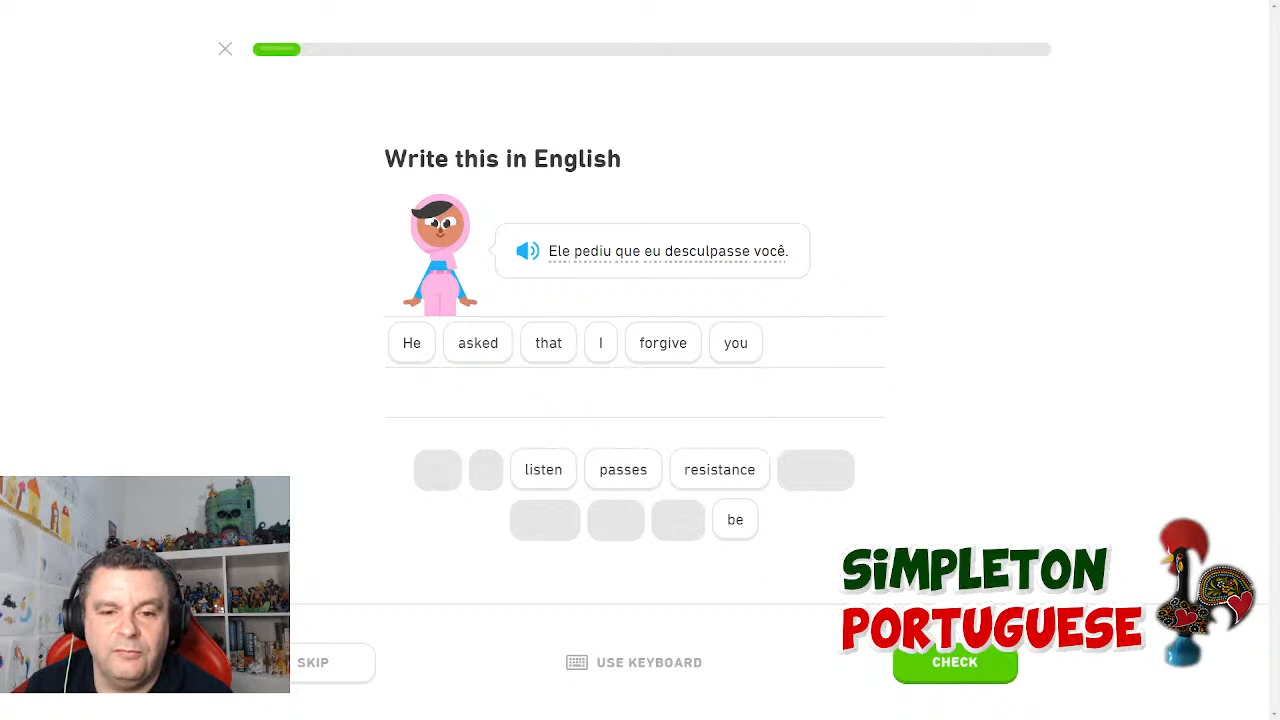 Write this in English
Ele pediu que eu desculpasse você.
He asked that I forgive you
listen passes resistance
be
SiMPLETON
PORTUGUESE
SKIP
USE KEYBOARD
CHECK